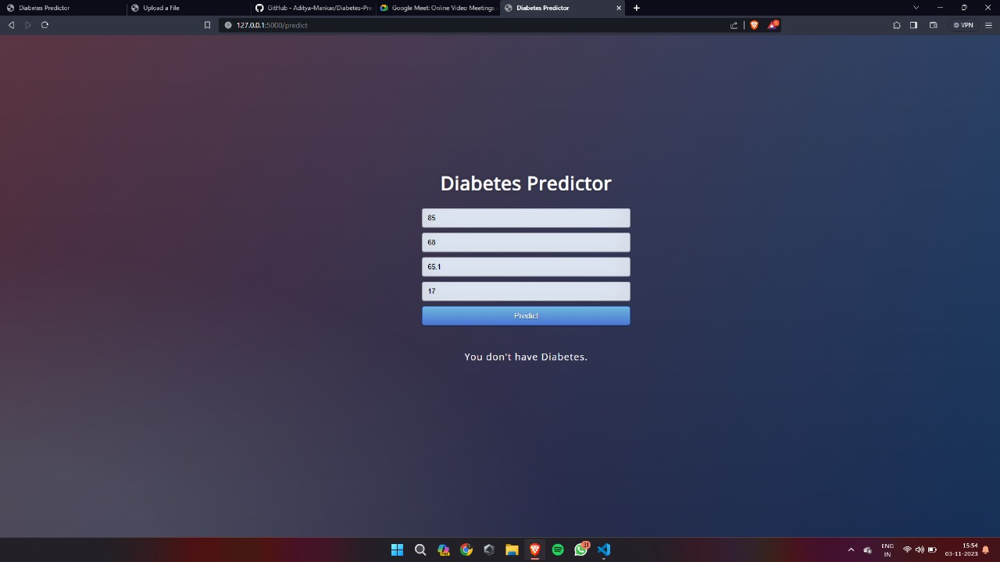 Diabetes Predictor
Upload a File
GitHub - Aditya-Mankar/Diabetes-Pre
Google Meet: Online Video Meetings
Diabetes Predictor
127.0.0.1:5000/predict
VPN
Diabetes Predictor
85
68
65.1
17
Predict
You don't have Diabetes.
31
ENG
IN
15:54
03-11-2023